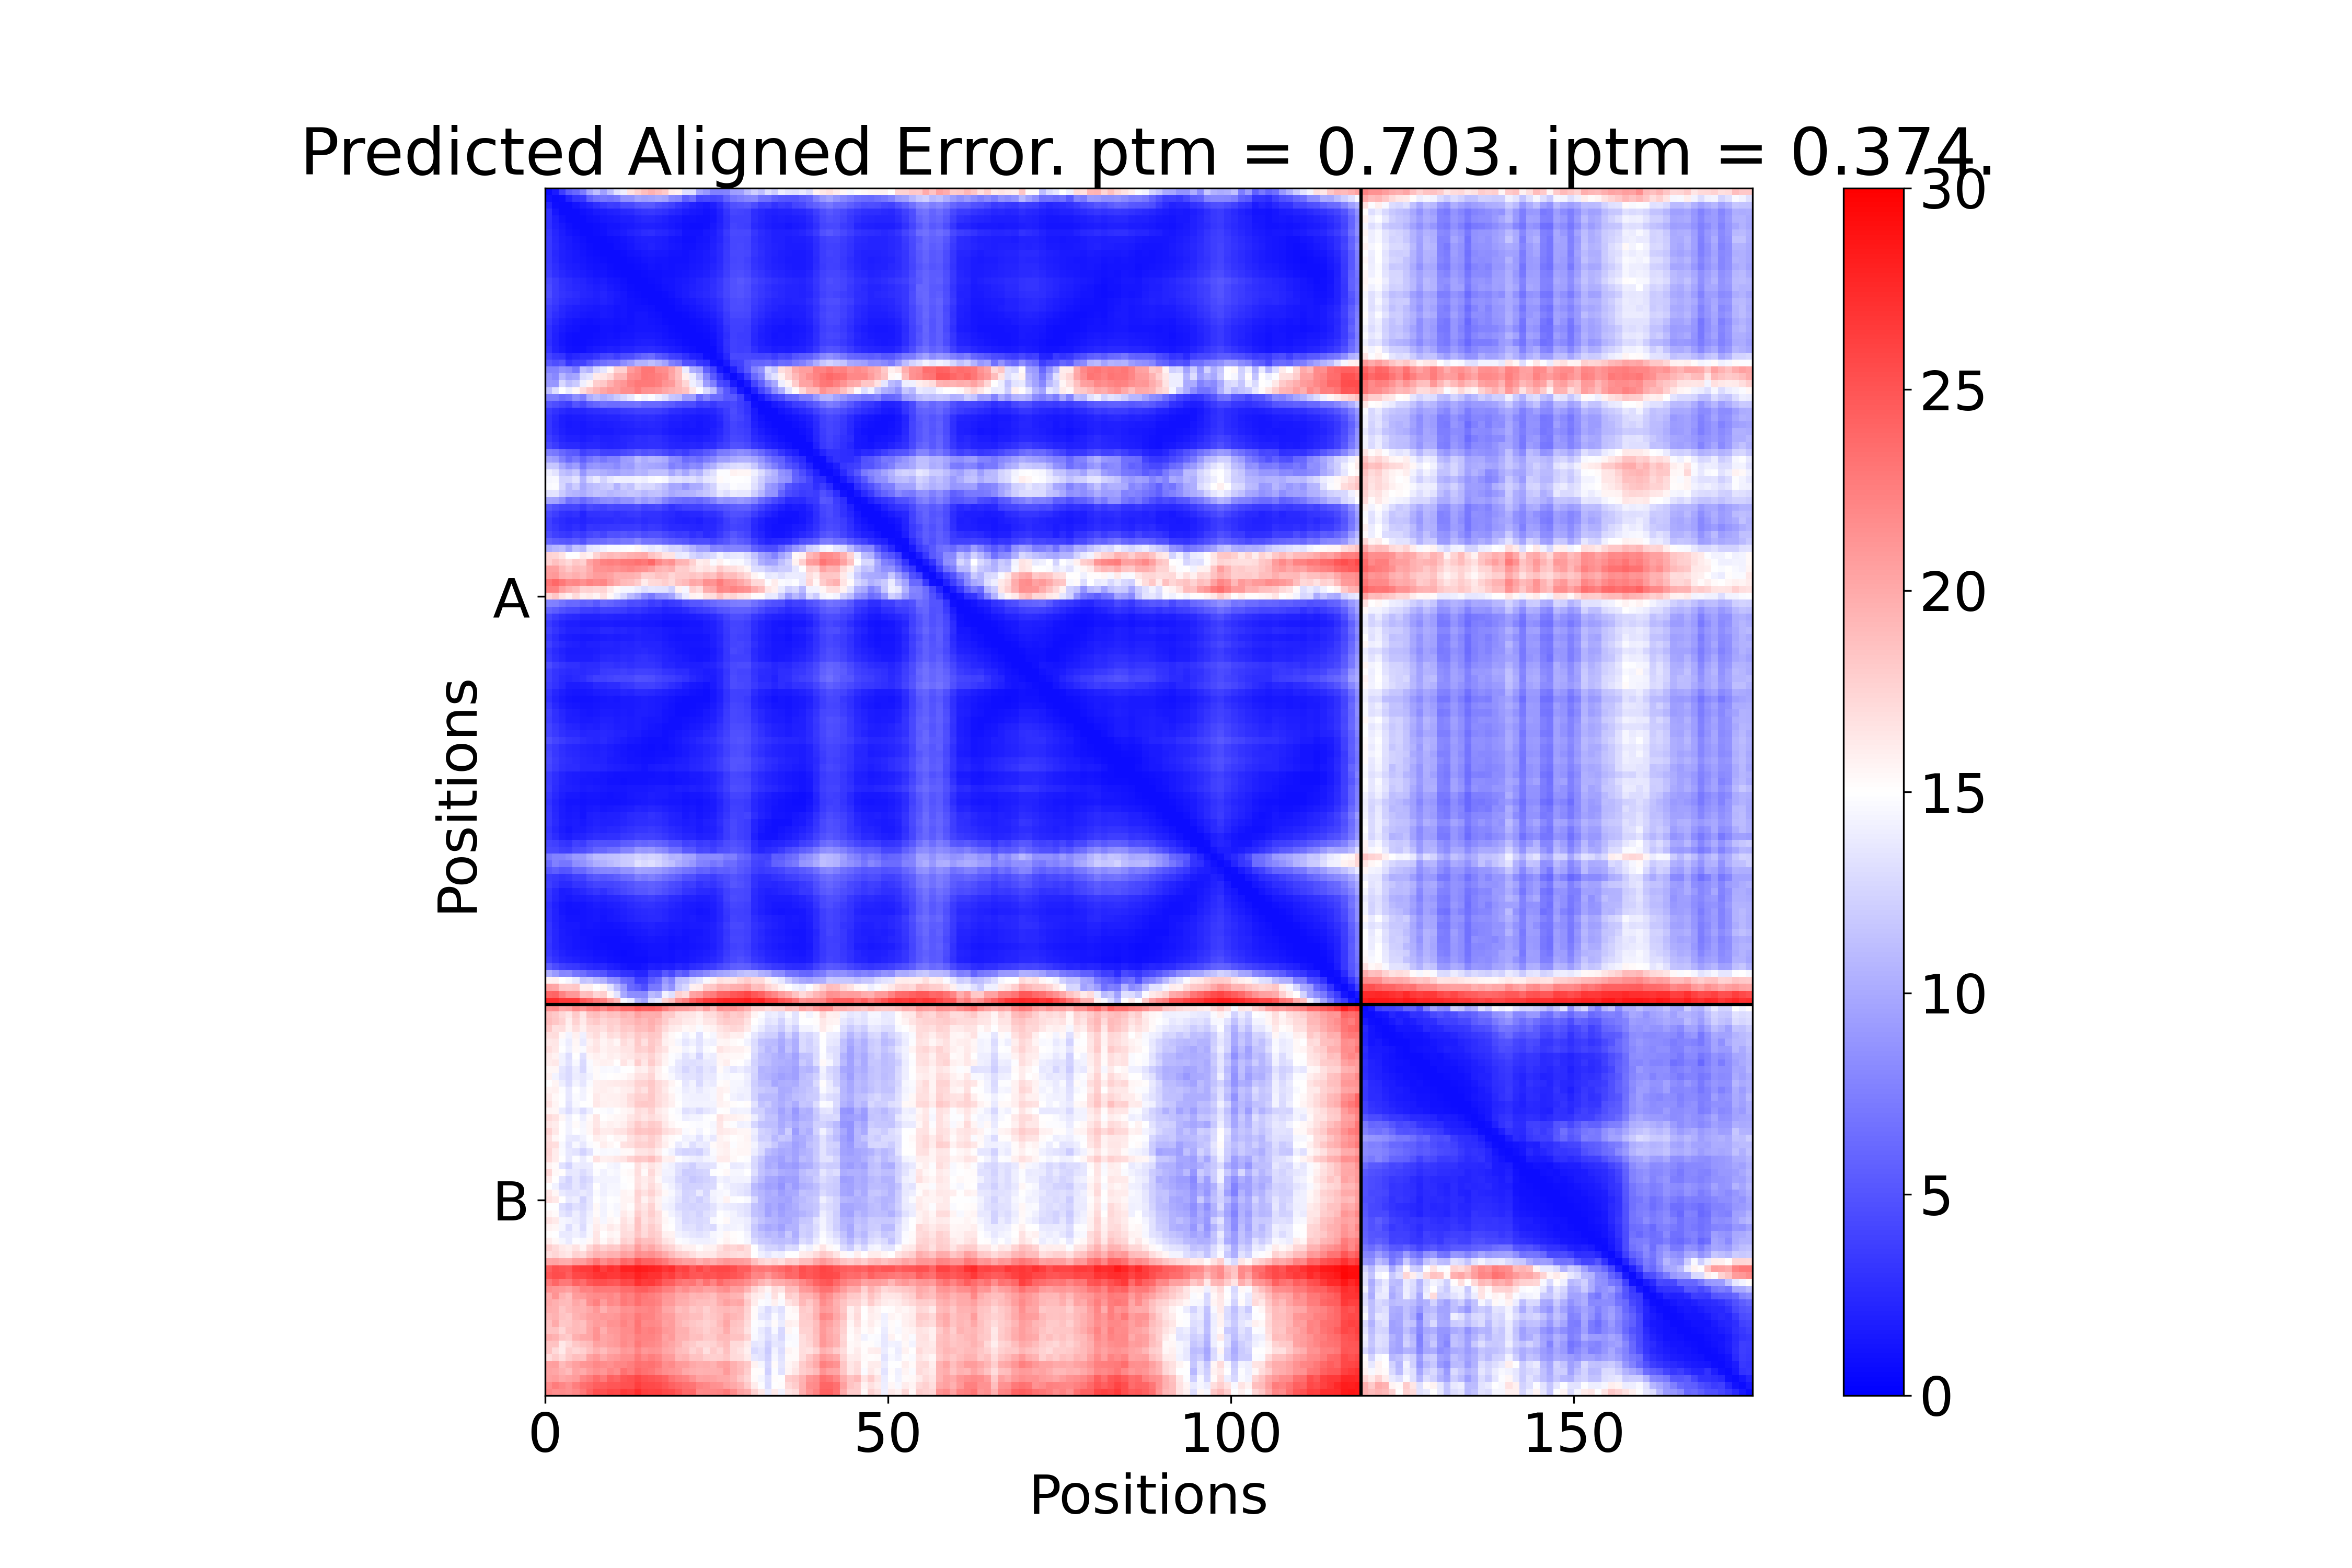 Predicted Aligned Error. ptm = 0.703. iptm = 0.374.
30
25
20
15
10
5
0
A
B
Positions
0 50 100 150
Positions